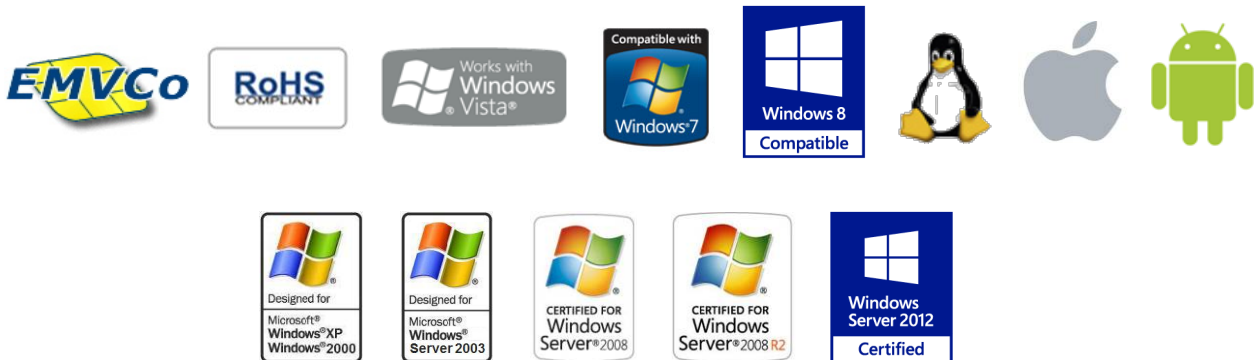 EMVCo
RoHS
COMPLIANT
Works with
Windows
Vista®
Compatible with
Windows®7
Windows 8
Compatible
Designed for
Microsoft®
Windows®XP
Windows®2000
Designed for
Microsoft®
Windows®
Server 2003
CERTIFIED FOR
Windows
Server®2008
CERTIFIED FOR
Windows
Server®2008 R2
Windows
Server 2012
Certified